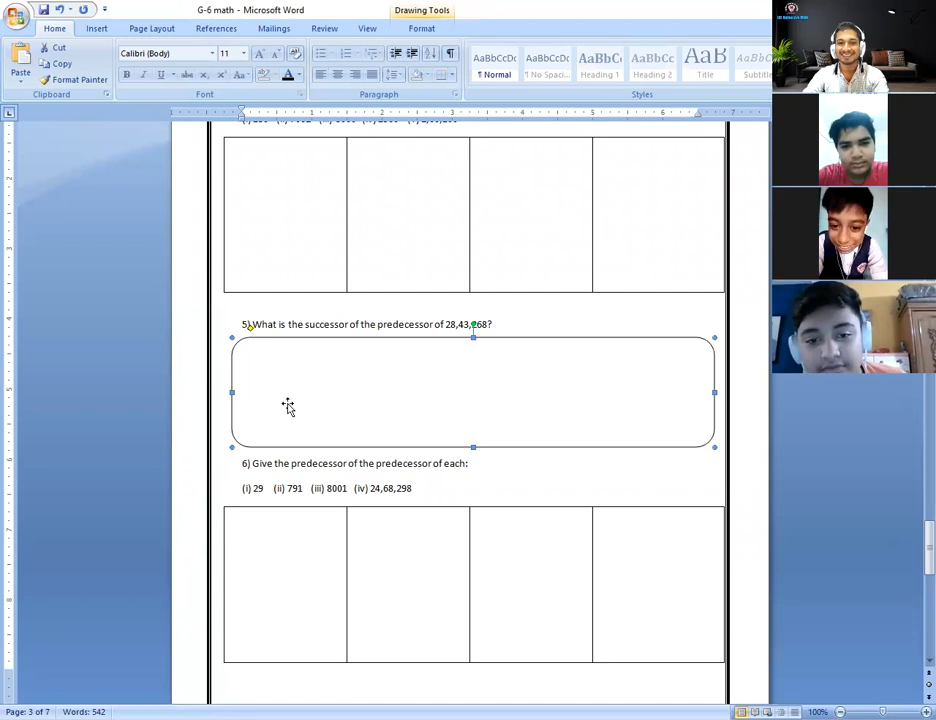 G-6 math - Microsoft Word
Drawing Tools
Home Insert Page Layout References Mailings Review View Format
Cut
Copy
Format Painter
Paste
Clipboard
Calibri (Body) 11
Font
Paragraph
AaBbCcDc AaBbCcDc AaBbC( AaBbCc AaB AaBbCc.
¶ Normal ¶ No Spaci... Heading 1 Heading 2 Title Subtitle
Styles
5) What is the successor of the predecessor of 28,43,268?
6) Give the predecessor of the predecessor of each:
(i) 29 (ii) 791 (iii) 8001 (iv) 24,68,298
Page: 3 of 7 Words: 542
100%